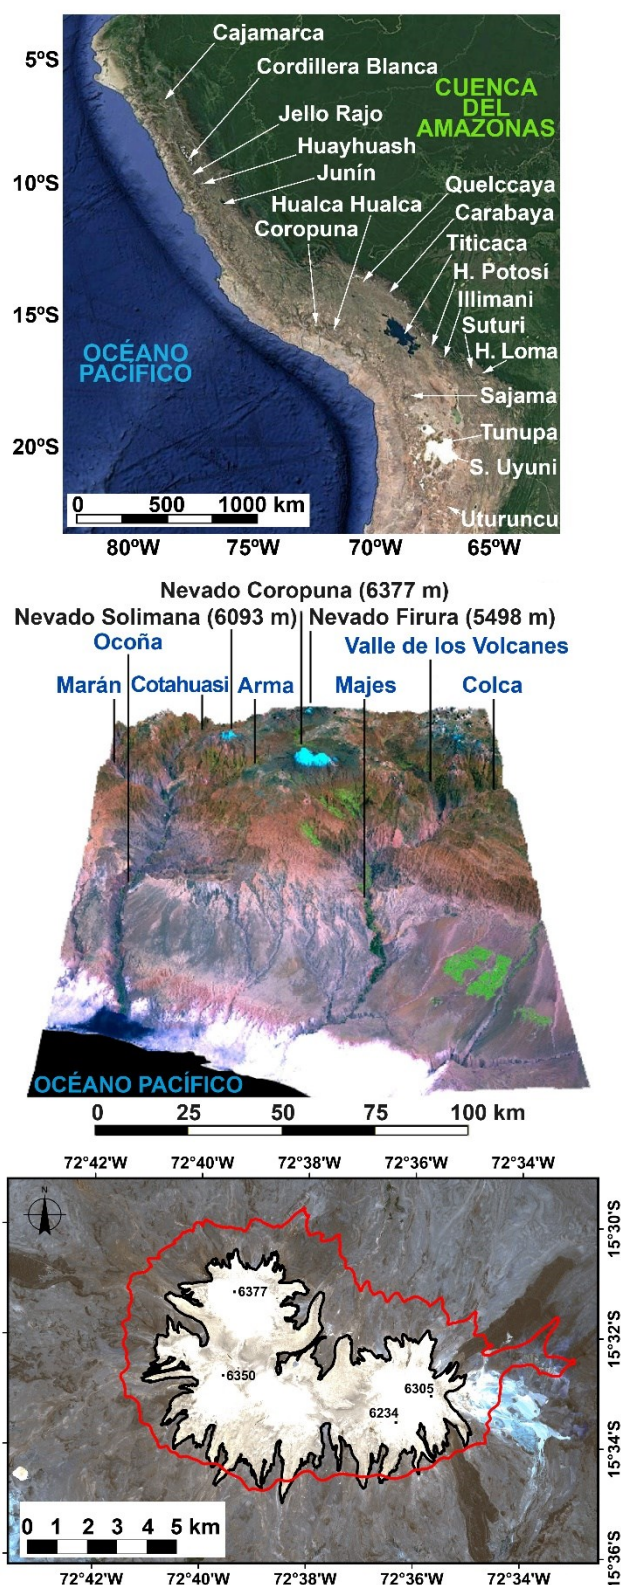 5ºS
10ºS
15ºS
20ºS
Cajamarca
Cordillera Blanca
CUENCA
DEL
AMAZONAS
Jello Rajo
Huayhuash
Junín
Quelccaya
Hualca Hualca
Carabaya
Coropuna
Titicaca
H. Potosí
Illimani
Suturi
H. Loma
OCÉANO
PACÍFICO
Sajama
Tunupa
S. Uyuni
Uturuncu
0 500 1000 km
80ºW 75ºW 70ºW 65ºW
Nevado Coropuna (6377 m)
Nevado Solimana (6093 m) Nevado Firura (5498 m)
Ocoña Valle de los Volcanes
Marán Cotahuasi Arma Majes Colca
OCÉANO PACÍFICO
0 25 50 75 100 km
72º42'W 72º40'W 72º38'W 72º36'W 72º34'W
N
15º30'S
6377
15º32'S
6350
6305
6234
15º34'S
0 1 2 3 4 5 km
15º36'S
72º42'W 72º40'W 72º38'W 72º36'W 72º34'W